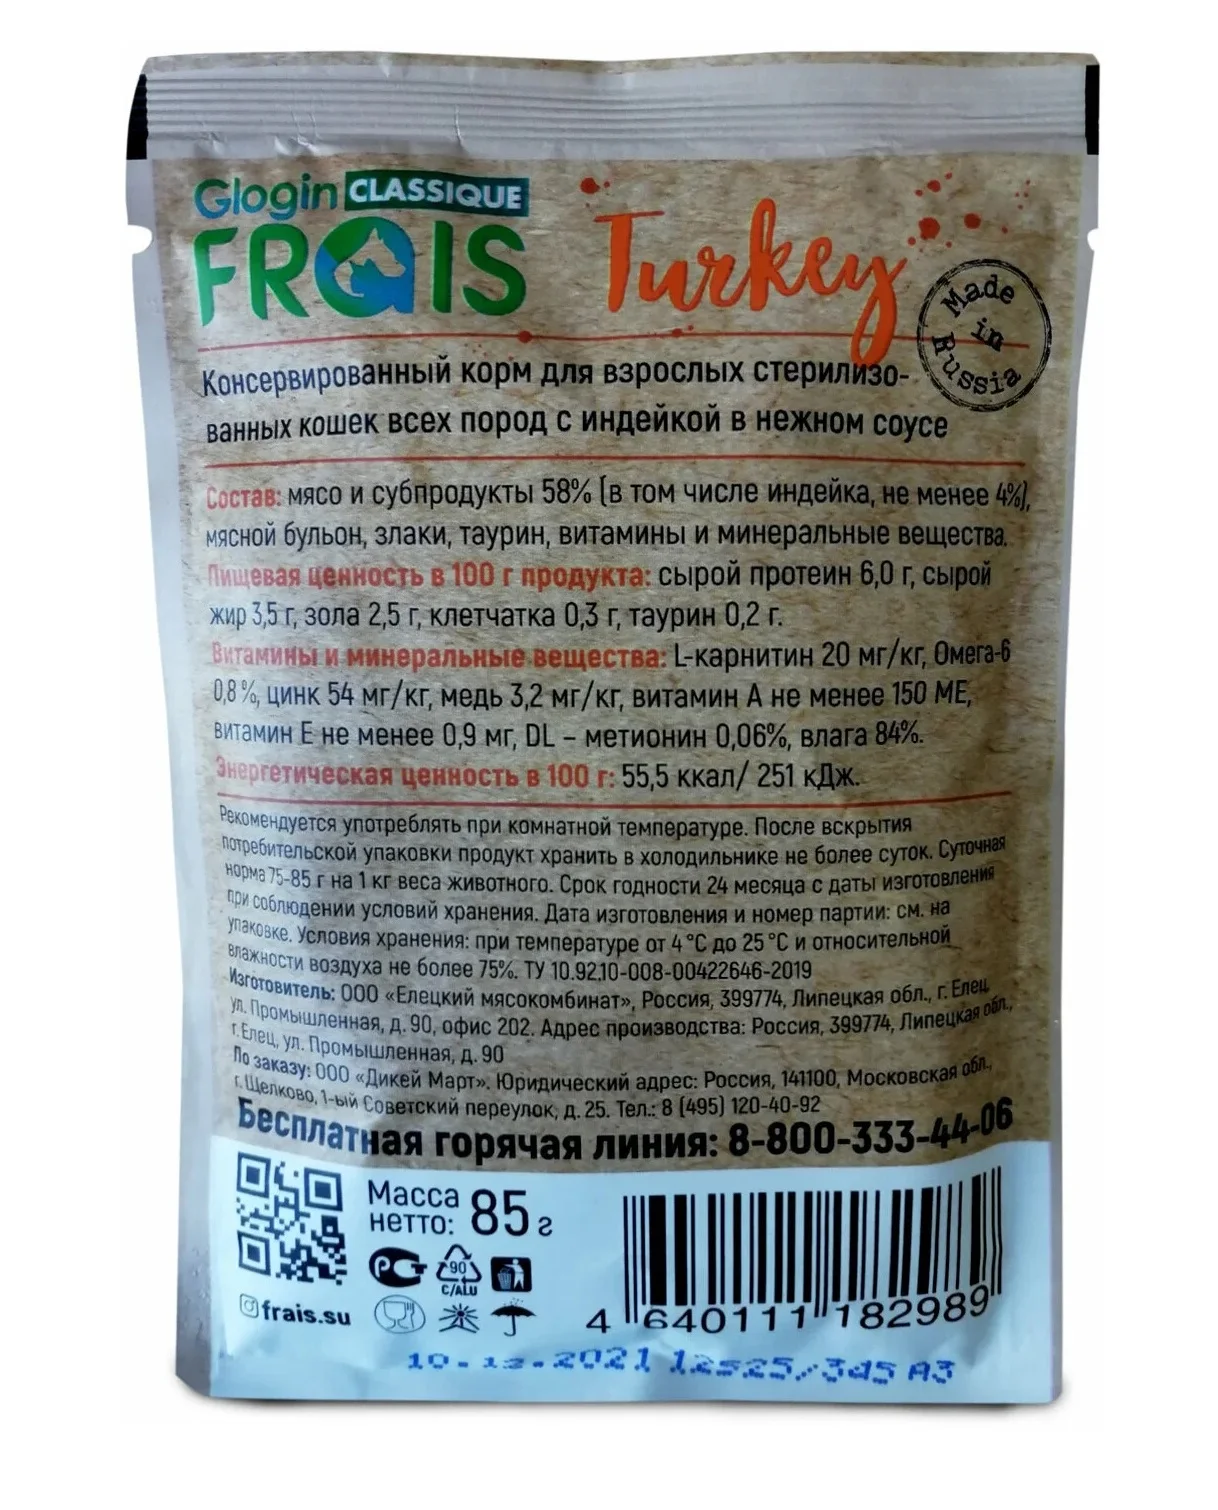 Glogin CLASSIQUE
FRAIS
Turkey
Made
in
Russia
Консервированный корм для взрослых стерилизо-
ванных кошек всех пород с индейкой в нежном соусе
Состав: мясо и субпродукты 58% (в том числе индейка, не менее 4%),
мясной бульон, злаки, таурин, витамины и минеральные вещества.
Пищевая ценность в 100 г продукта: сырой протеин 6,0 г, сырой
жир 3,5 г, зола 2,5 г, клетчатка 0,3 г, таурин 0,2 г.
Витамины и минеральные вещества: L-карнитин 20 мг/кг, Омега-6
0,8%, цинк 54 мг/кг, медь 3,2 мг/кг, витамин А не менее 150 МЕ,
витамин Е не менее 0,9 мг, DL – метионин 0,06%, влага 84%.
Энергетическая ценность в 100 г: 55,5 ккал/ 251 кДж.
Рекомендуется употреблять при комнатной температуре. После вскрытия
потребительской упаковки продукт хранить в холодильнике не более суток. Суточная
норма 75-85 г на 1 кг веса животного. Срок годности 24 месяца с даты изготовления
при соблюдении условий хранения. Дата изготовления и номер партии: см. на
упаковке. Условия хранения: при температуре от 4 °С до 25 °С и относительной
влажности воздуха не более 75%. ТУ 10.92.10-008-00422646-2019
Изготовитель: ООО «Елецкий мясокомбинат», Россия, 399774, Липецкая обл., г. Елец,
ул. Промышленная, д. 90, офис 202. Адрес производства: Россия, 399774, Липецкая обл.,
г. Елец, ул. Промышленная, д. 90
По заказу: ООО «Дикей Март». Юридический адрес: Россия, 141100, Московская обл.,
г. Щелково, 1-ый Советский переулок, д. 25. Тел.: 8 (495) 120-40-92
Бесплатная горячая линия: 8-800-333-44-06
Масса
нетто: 85 г
90
C/ALU
frais.su
4 640111 182989
10.12.2021 12525/345 А3